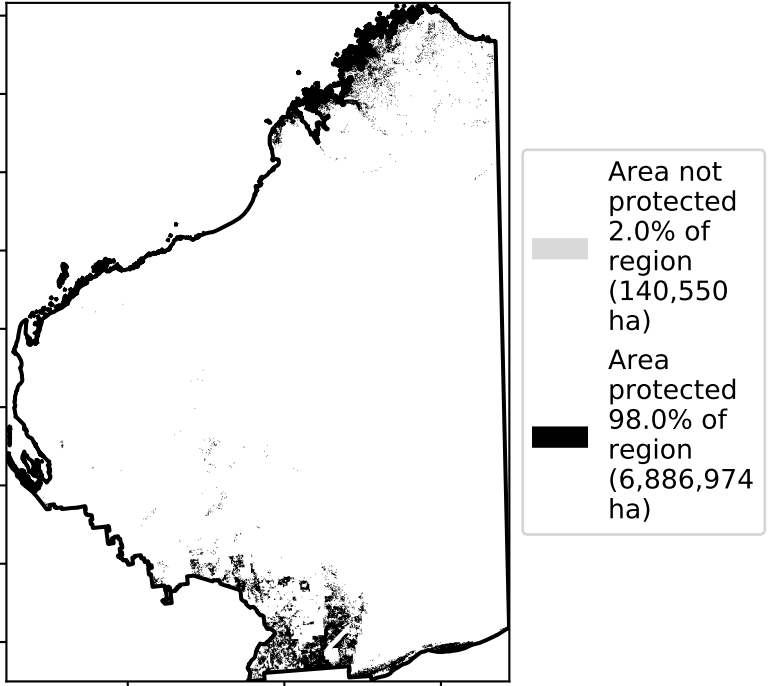 Area not
protected
2.0% of
region
(140,550
ha)
Area
protected
98.0% of
region
(6,886,974
ha)